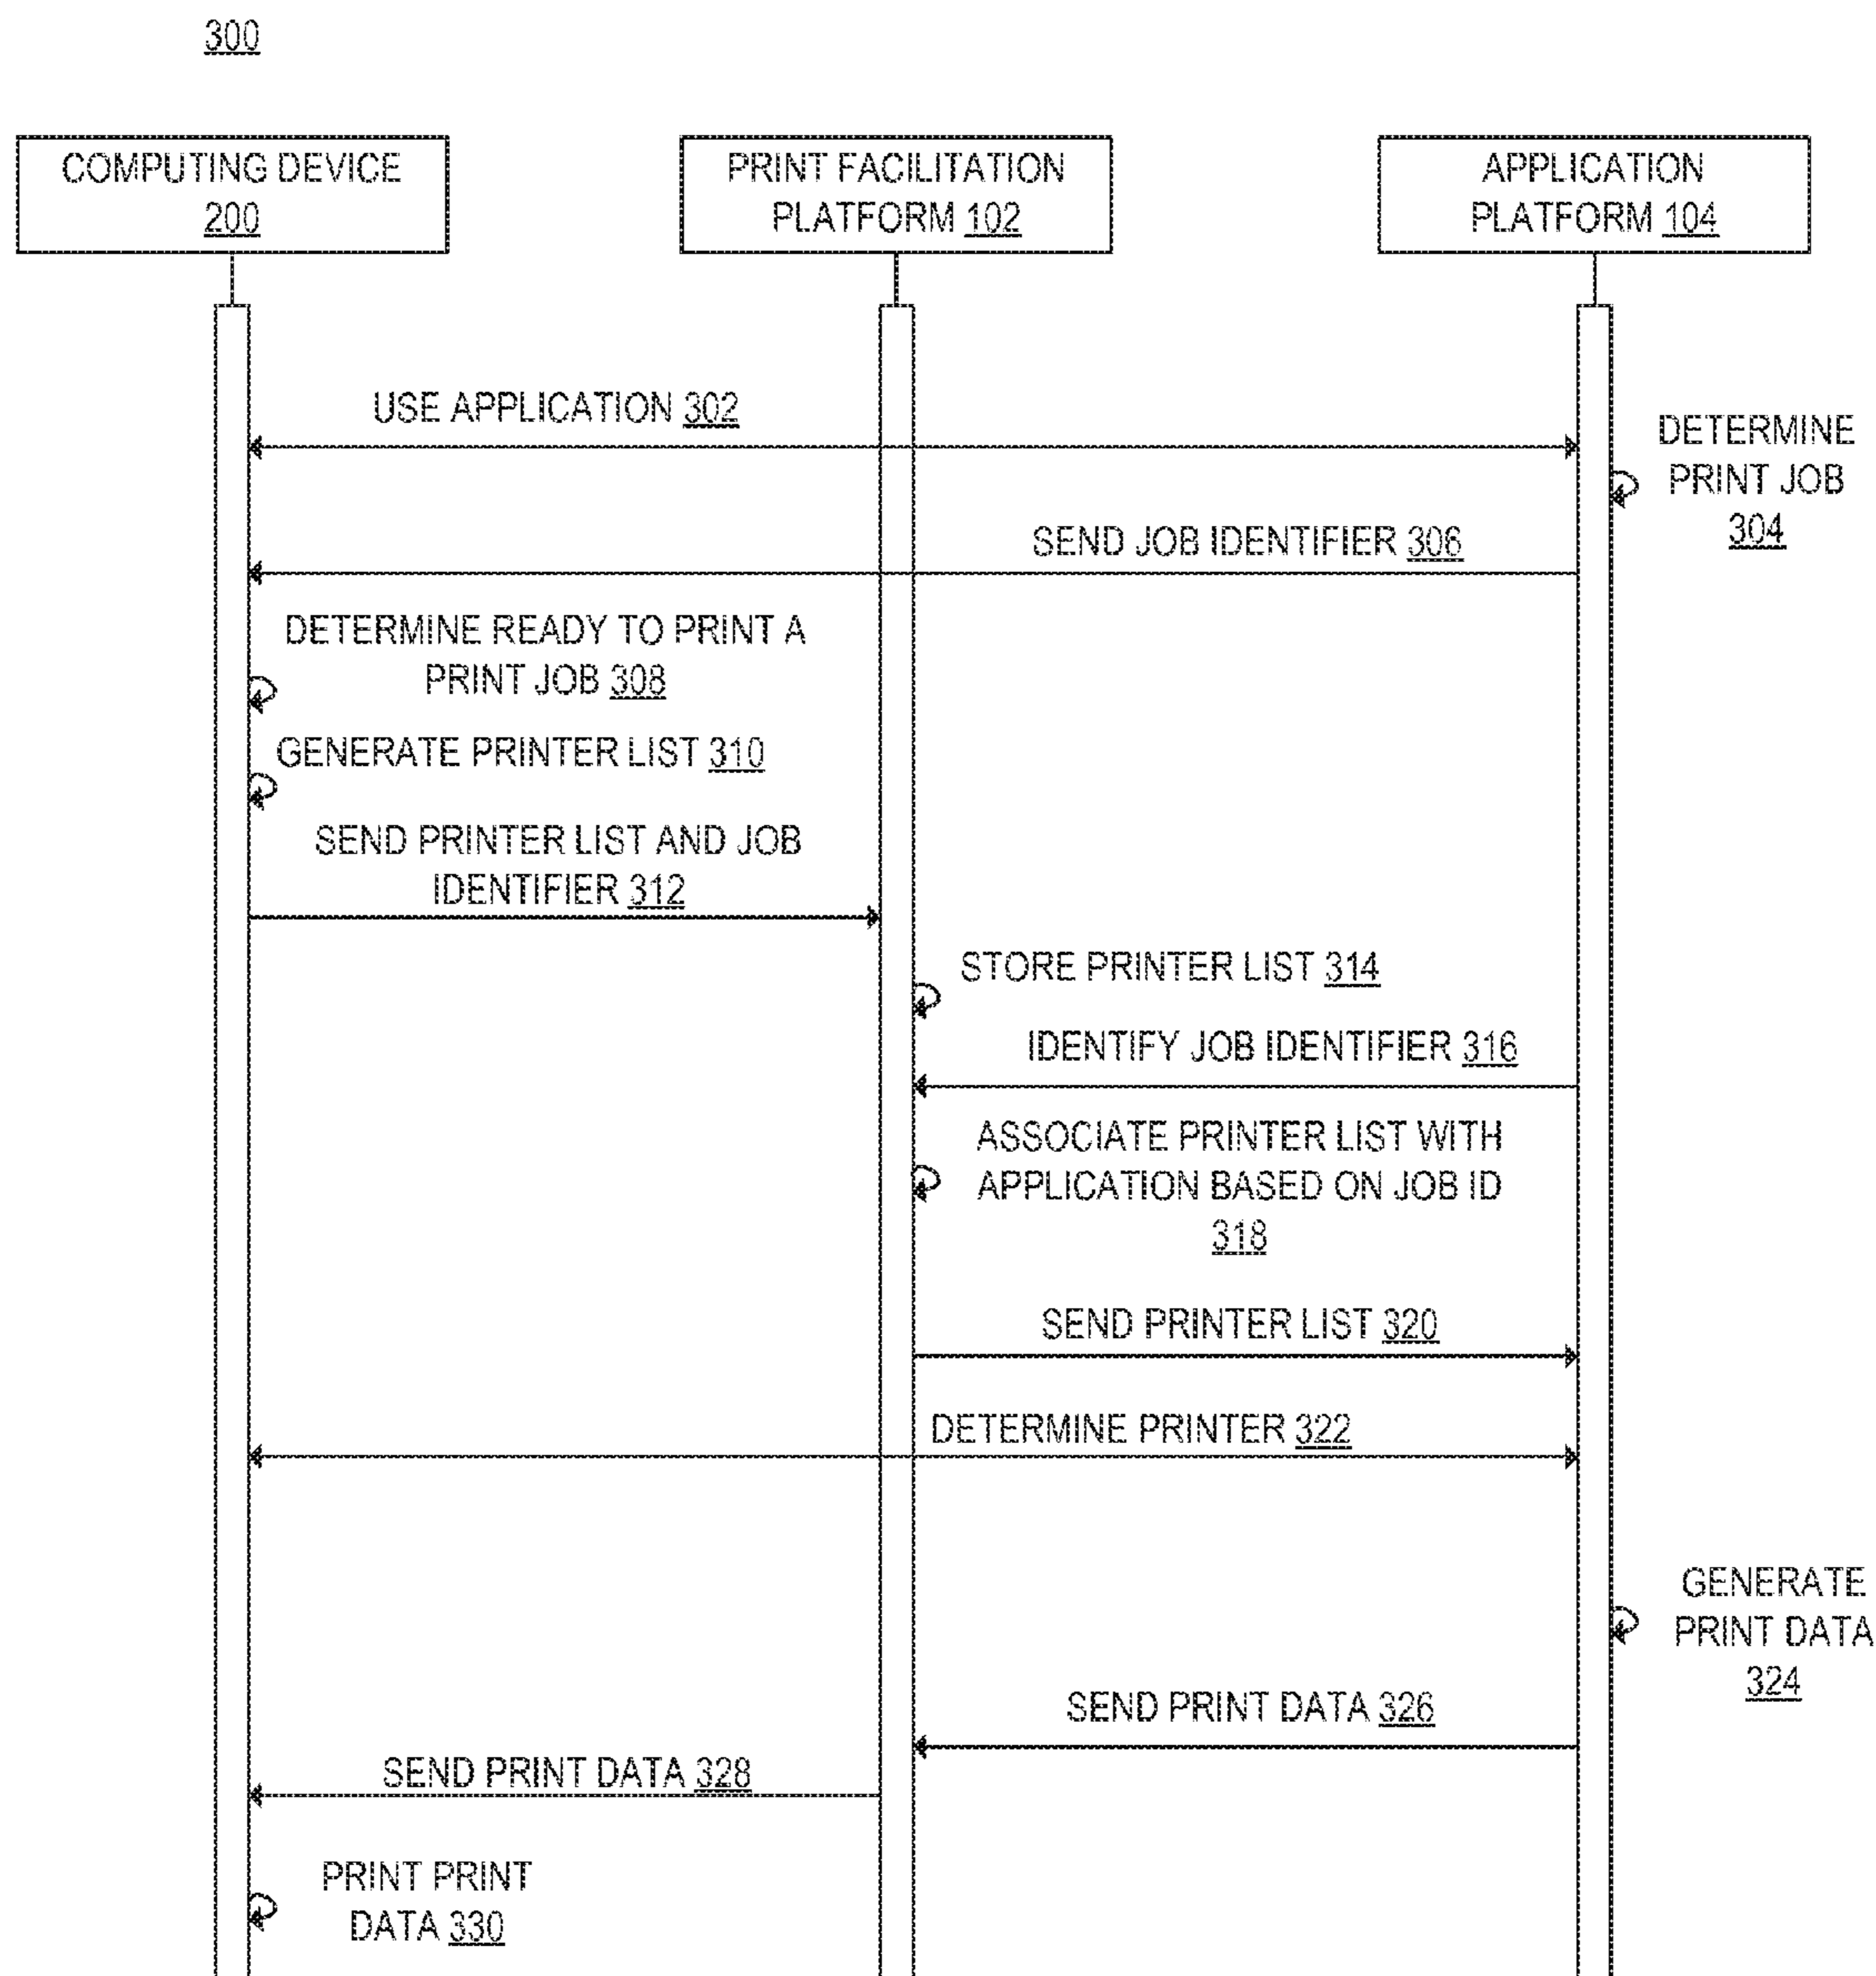 300
COMPUTING DEVICE
200
PRINT FACILITATION
PLATFORM 102
APPLICATION
PLATFORM 104
USE APPLICATION 302
DETERMINE
PRINT JOB
304
SEND JOB IDENTIFIER 306
DETERMINE READY TO PRINT A
PRINT JOB 308
GENERATE PRINTER LIST 310
SEND PRINTER LIST AND JOB
IDENTIFIER 312
STORE PRINTER LIST 314
IDENTIFY JOB IDENTIFIER 316
ASSOCIATE PRINTER LIST WITH
APPLICATION BASED ON JOB ID
318
SEND PRINTER LIST 320
DETERMINE PRINTER 322
GENERATE
PRINT DATA
324
SEND PRINT DATA 326
SEND PRINT DATA 328
PRINT PRINT
DATA 330